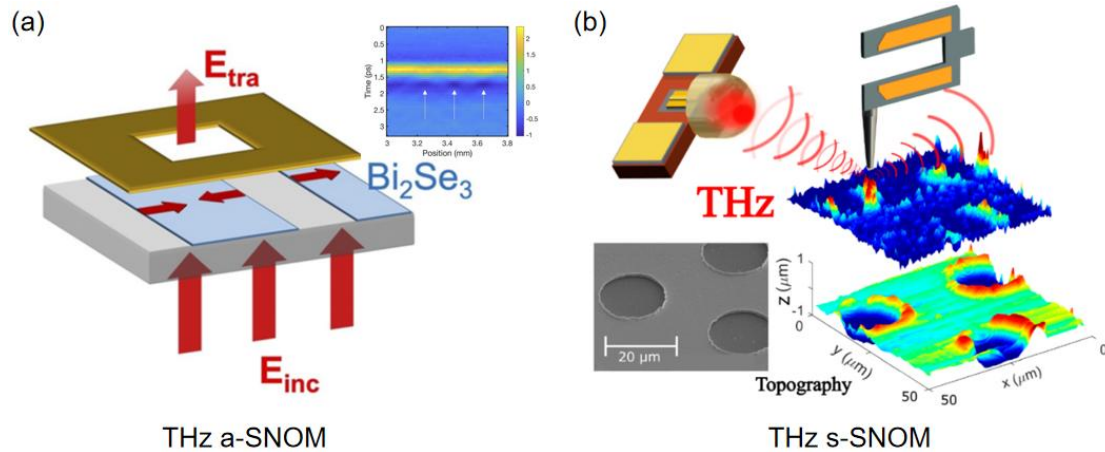 (a)
E_tra
Bi₂Se₃
E_inc
Time (ps)
0
0.5
1
1.5
2
2.5
3
3 3.2 3.4 3.6 3.8
Position (mm)
2
1.5
1
0.5
0
-0.5
-1
THz a-SNOM
(b)
THz
20 μm
Topography
z (μm)
1
-1
0
y (μm)
50
50
x (μm)
0
THz s-SNOM